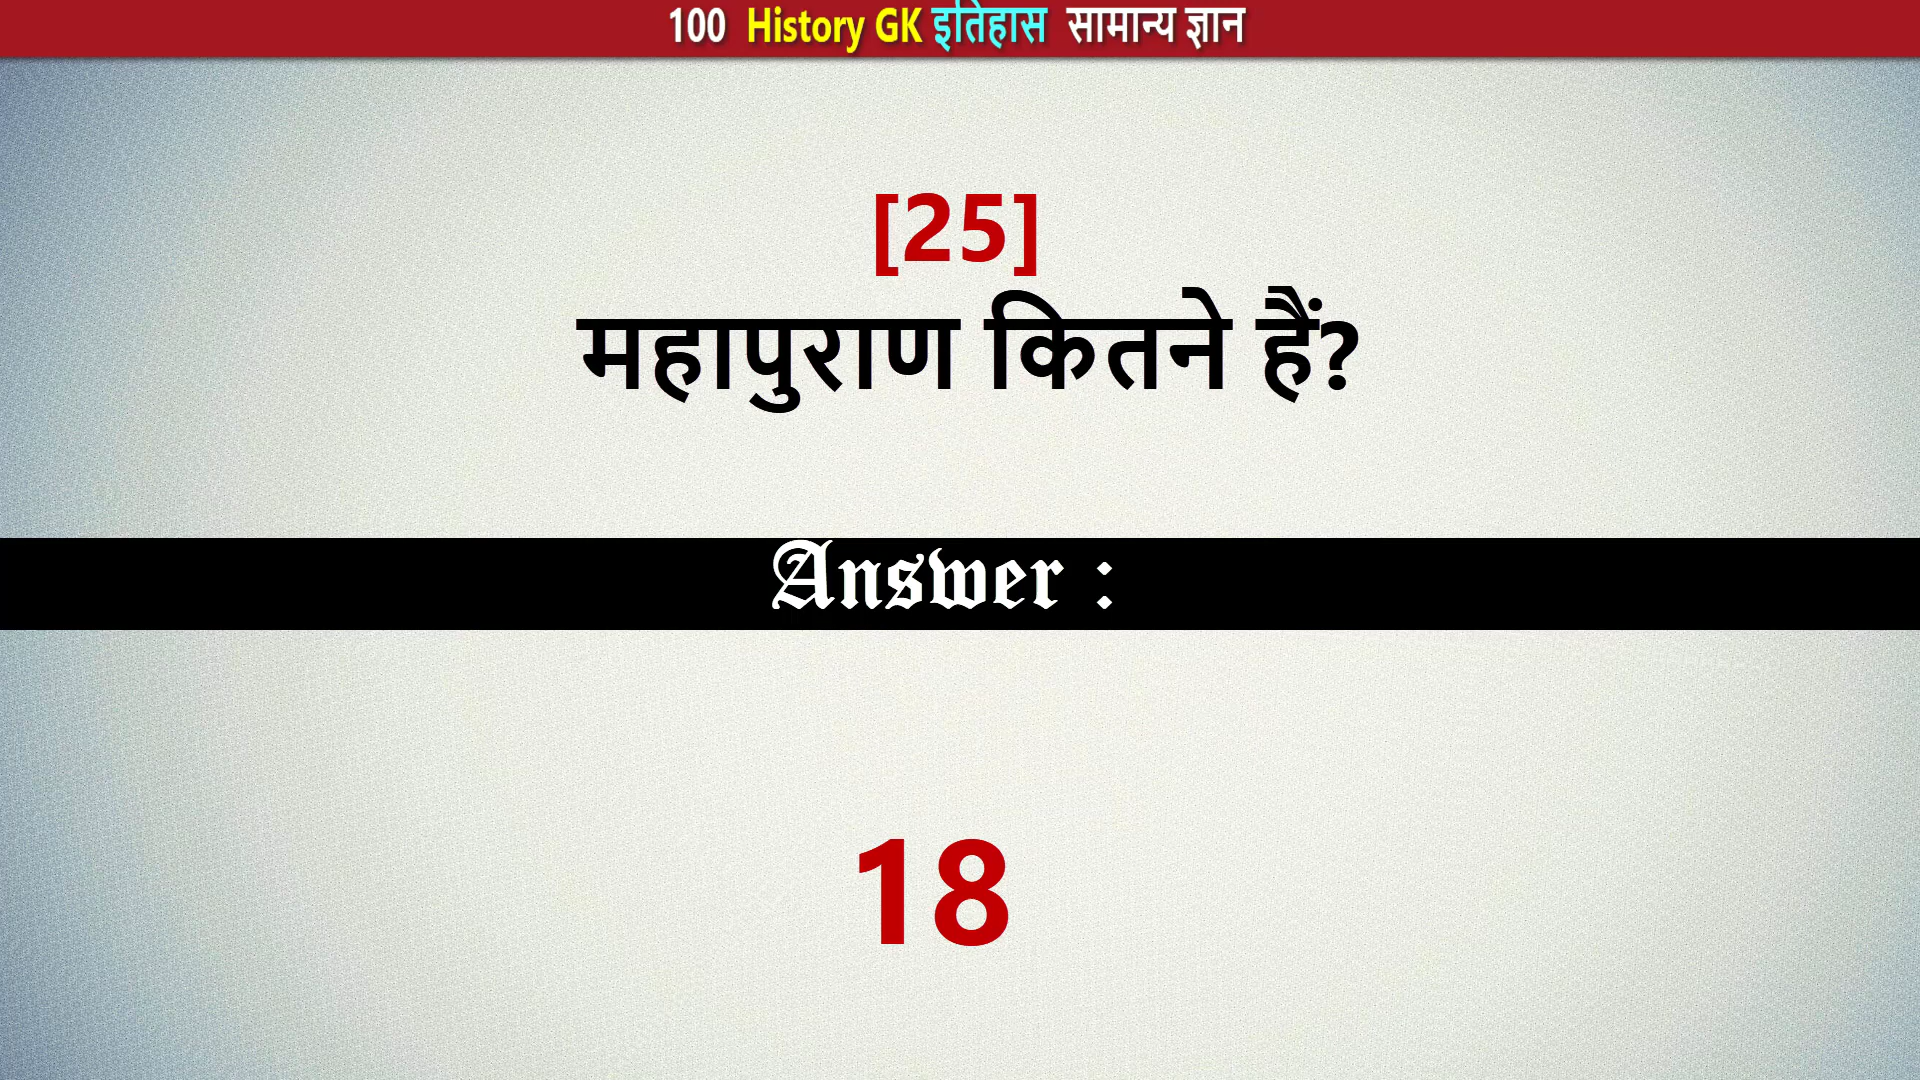 100 History GK इतिहास सामान्य ज्ञान
[25]
महापुराण कितने हैं?
Answer :
18